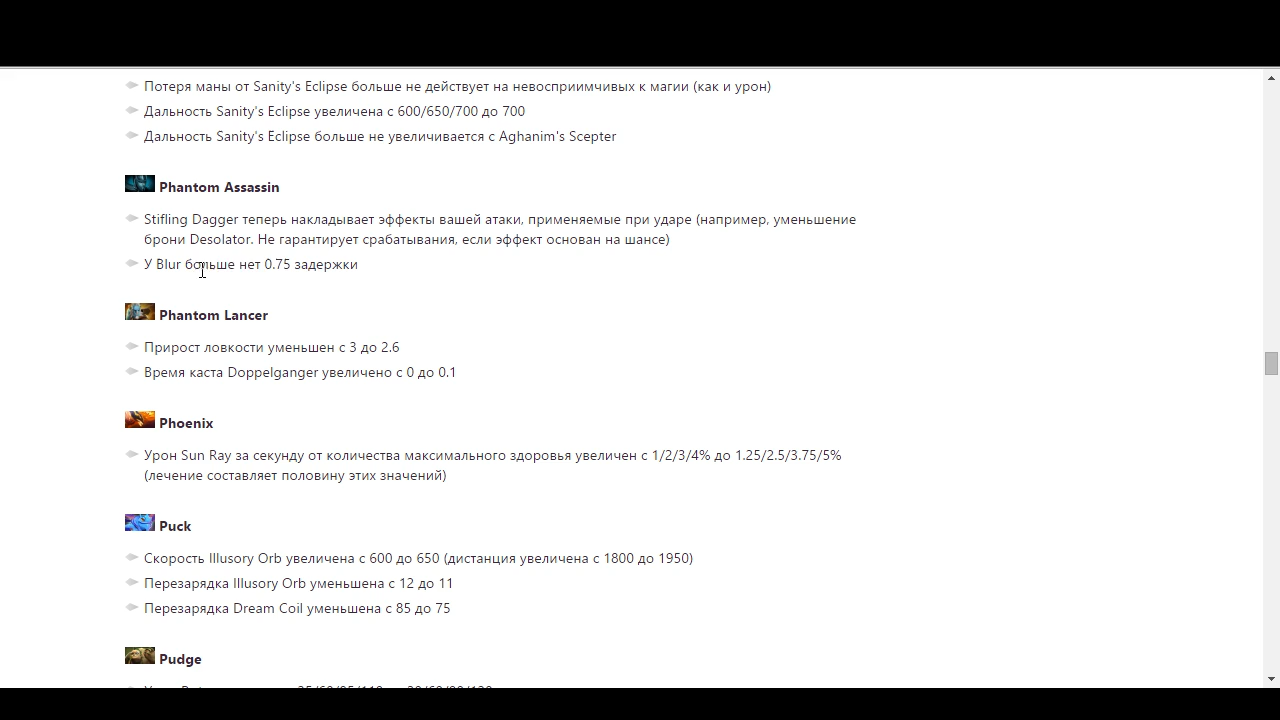 Потеря маны от Sanity's Eclipse больше не действует на невосприимчивых к магии (как и урон)
Дальность Sanity's Eclipse увеличена с 600/650/700 до 700
Дальность Sanity's Eclipse больше не увеличивается с Aghanim's Scepter
Phantom Assassin
Stifling Dagger теперь накладывает эффекты вашей атаки, применяемые при ударе (например, уменьшение
брони Desolator. Не гарантирует срабатывания, если эффект основан на шансе)
У Blur больше нет 0.75 задержки
Phantom Lancer
Прирост ловкости уменьшен с 3 до 2.6
Время каста Doppelganger увеличено с 0 до 0.1
Phoenix
Урон Sun Ray за секунду от количества максимального здоровья увеличен с 1/2/3/4% до 1.25/2.5/3.75/5%
(лечение составляет половину этих значений)
Puck
Скорость Illusory Orb увеличена с 600 до 650 (дистанция увеличена с 1800 до 1950)
Перезарядка Illusory Orb уменьшена с 12 до 11
Перезарядка Dream Coil уменьшена с 85 до 75
Pudge